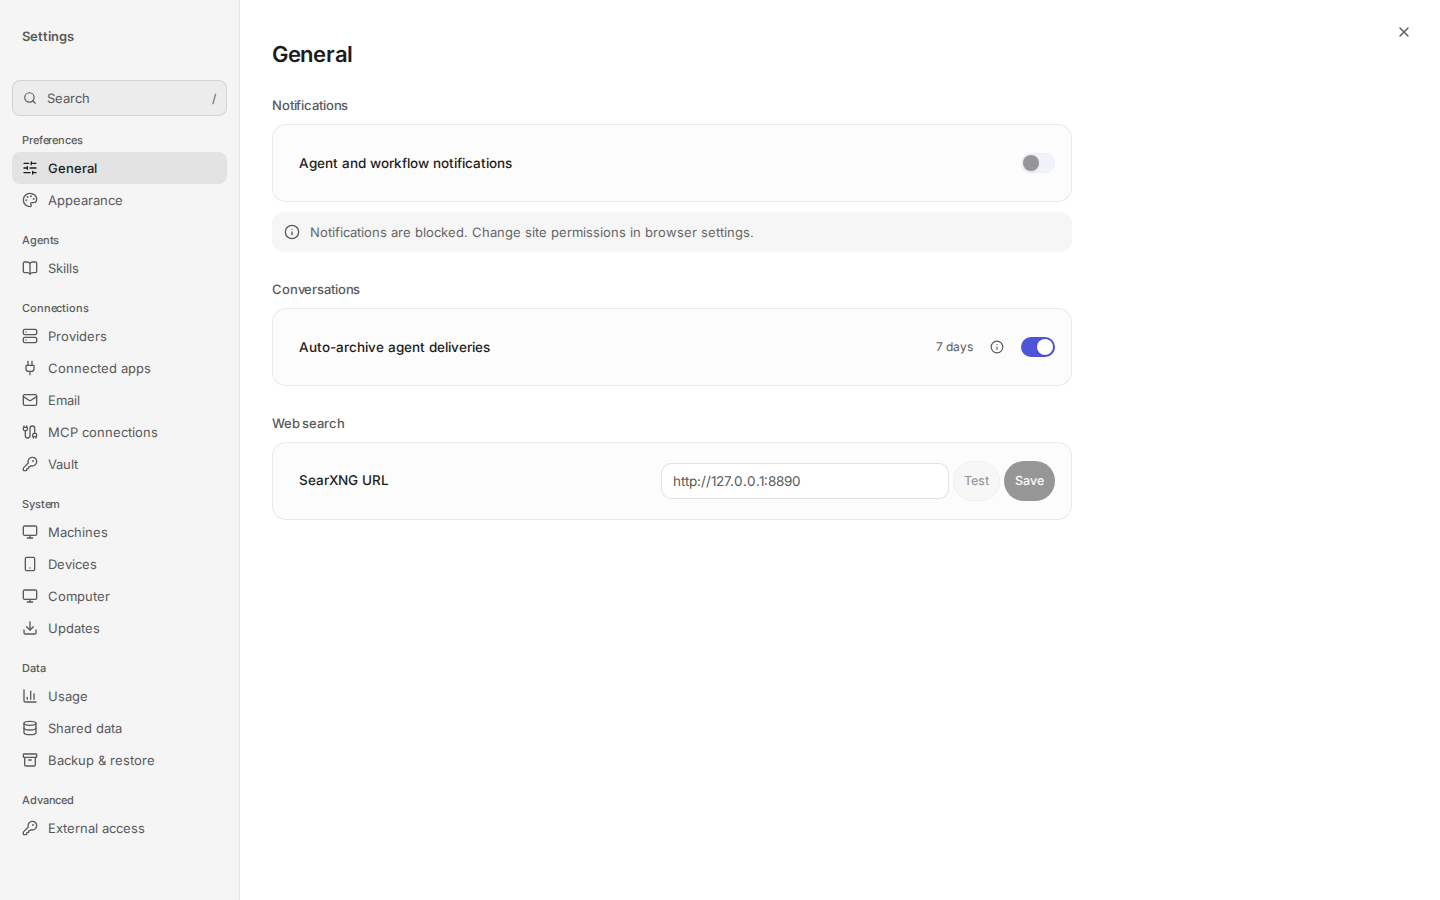 Settings
Search /
Preferences
General
Appearance
Agents
Skills
Connections
Providers
Connected apps
Email
MCP connections
Vault
System
Machines
Devices
Computer
Updates
Data
Usage
Shared data
Backup & restore
Advanced
External access
General
Notifications
Agent and workflow notifications
Notifications are blocked. Change site permissions in browser settings.
Conversations
Auto-archive agent deliveries 7 days
Web search
SearXNG URL http://127.0.0.1:8890 Test Save